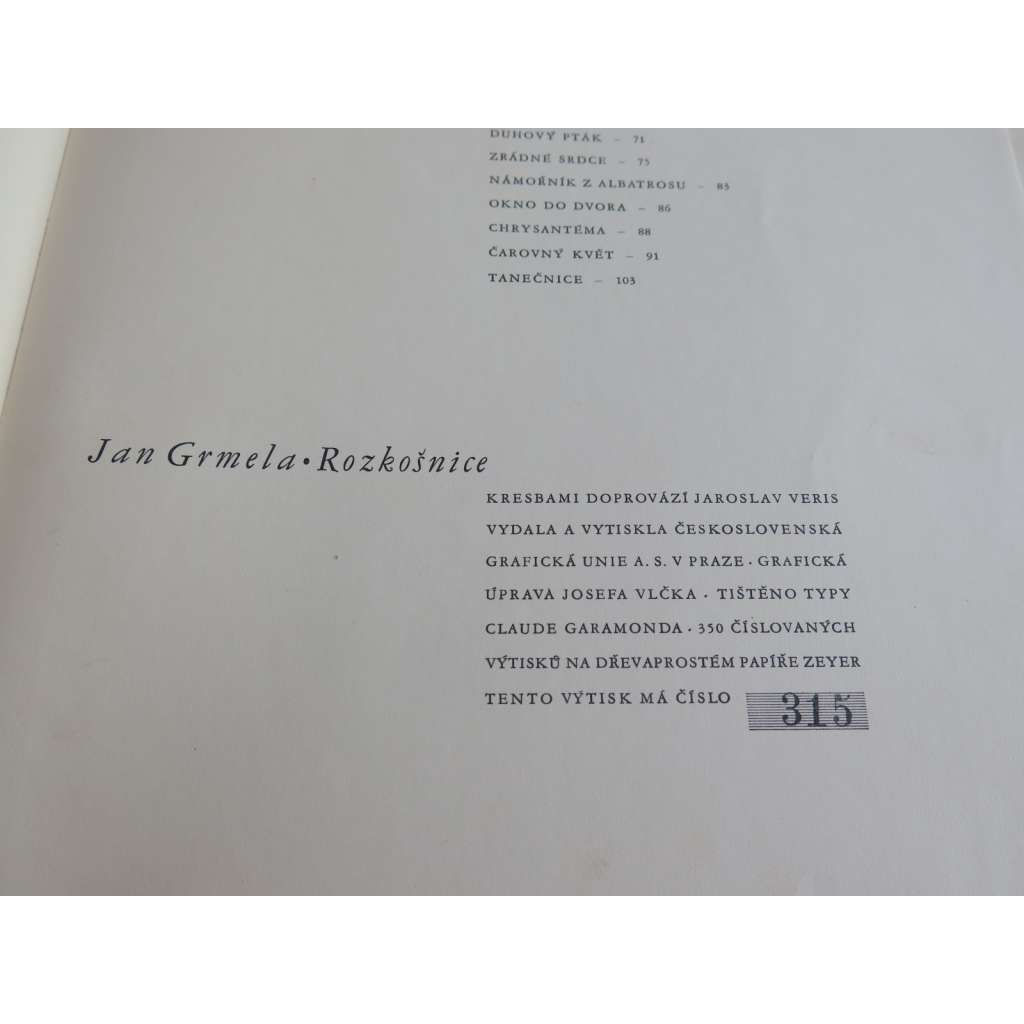 DUHOVÝ PTÁK – 71
ZRÁDNÉ SRDCE – 75
NÁMOŘNÍK Z ALBATROSU – 83
OKNO DO DVORA – 86
CHRYSANTÉMA – 88
ČAROVNÝ KVĚT – 91
TANEČNICE – 103
Jan Grmela • Rozkošnice
KRESBAMI DOPROVÁZÍ JAROSLAV VERIS
VYDALA A VYTISKLA ČESKOSLOVENSKÁ
GRAFICKÁ UNIE A. S. V PRAZE · GRAFICKÁ
ÚPRAVA JOSEFA VLČKA · TIŠTĚNO TYPY
CLAUDE GARAMONDA · 350 ČÍSLOVANÝCH
VÝTISKŮ NA DŘEVAPROSTÉM PAPÍŘE ZEYER
TENTO VÝTISK MÁ ČÍSLO 315